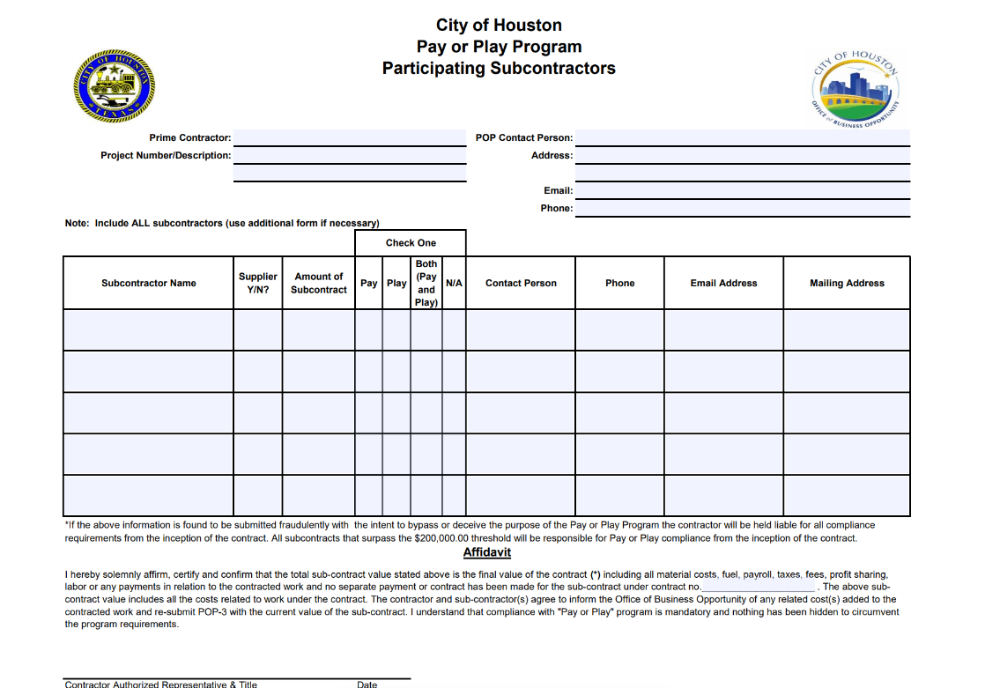 City of Houston
Pay or Play Program
Participating Subcontractors
CITY OF HOUSTON
TEXAS
CITY OF HOUSTON
OFFICE of BUSINESS OPPORTUNITY
Prime Contractor:
POP Contact Person:
Project Number/Description:
Address:
Email:
Phone:
Note: Include ALL subcontractors (use additional form if necessary)
Check One
Subcontractor Name
Supplier
Y/N?
Amount of
Subcontract
Pay
Play
Both
(Pay
and
Play)
N/A
Contact Person
Phone
Email Address
Mailing Address
*If the above information is found to be submitted fraudulently with the intent to bypass or deceive the purpose of the Pay or Play Program the contractor will be held liable for all compliance
requirements from the inception of the contract. All subcontracts that surpass the $200,000.00 threshold will be responsible for Pay or Play compliance from the inception of the contract.
Affidavit
I hereby solemnly affirm, certify and confirm that the total sub-contract value stated above is the final value of the contract (*) including all material costs, fuel, payroll, taxes, fees, profit sharing,
labor or any payments in relation to the contracted work and no separate payment or contract has been made for the sub-contract under contract no.____________________ . The above sub-
contract value includes all the costs related to work under the contract. The contractor and sub-contractor(s) agree to inform the Office of Business Opportunity of any related cost(s) added to the
contracted work and re-submit POP-3 with the current value of the sub-contract. I understand that compliance with "Pay or Play" program is mandatory and nothing has been hidden to circumvent
the program requirements.
Contractor Authorized Representative & Title
Date